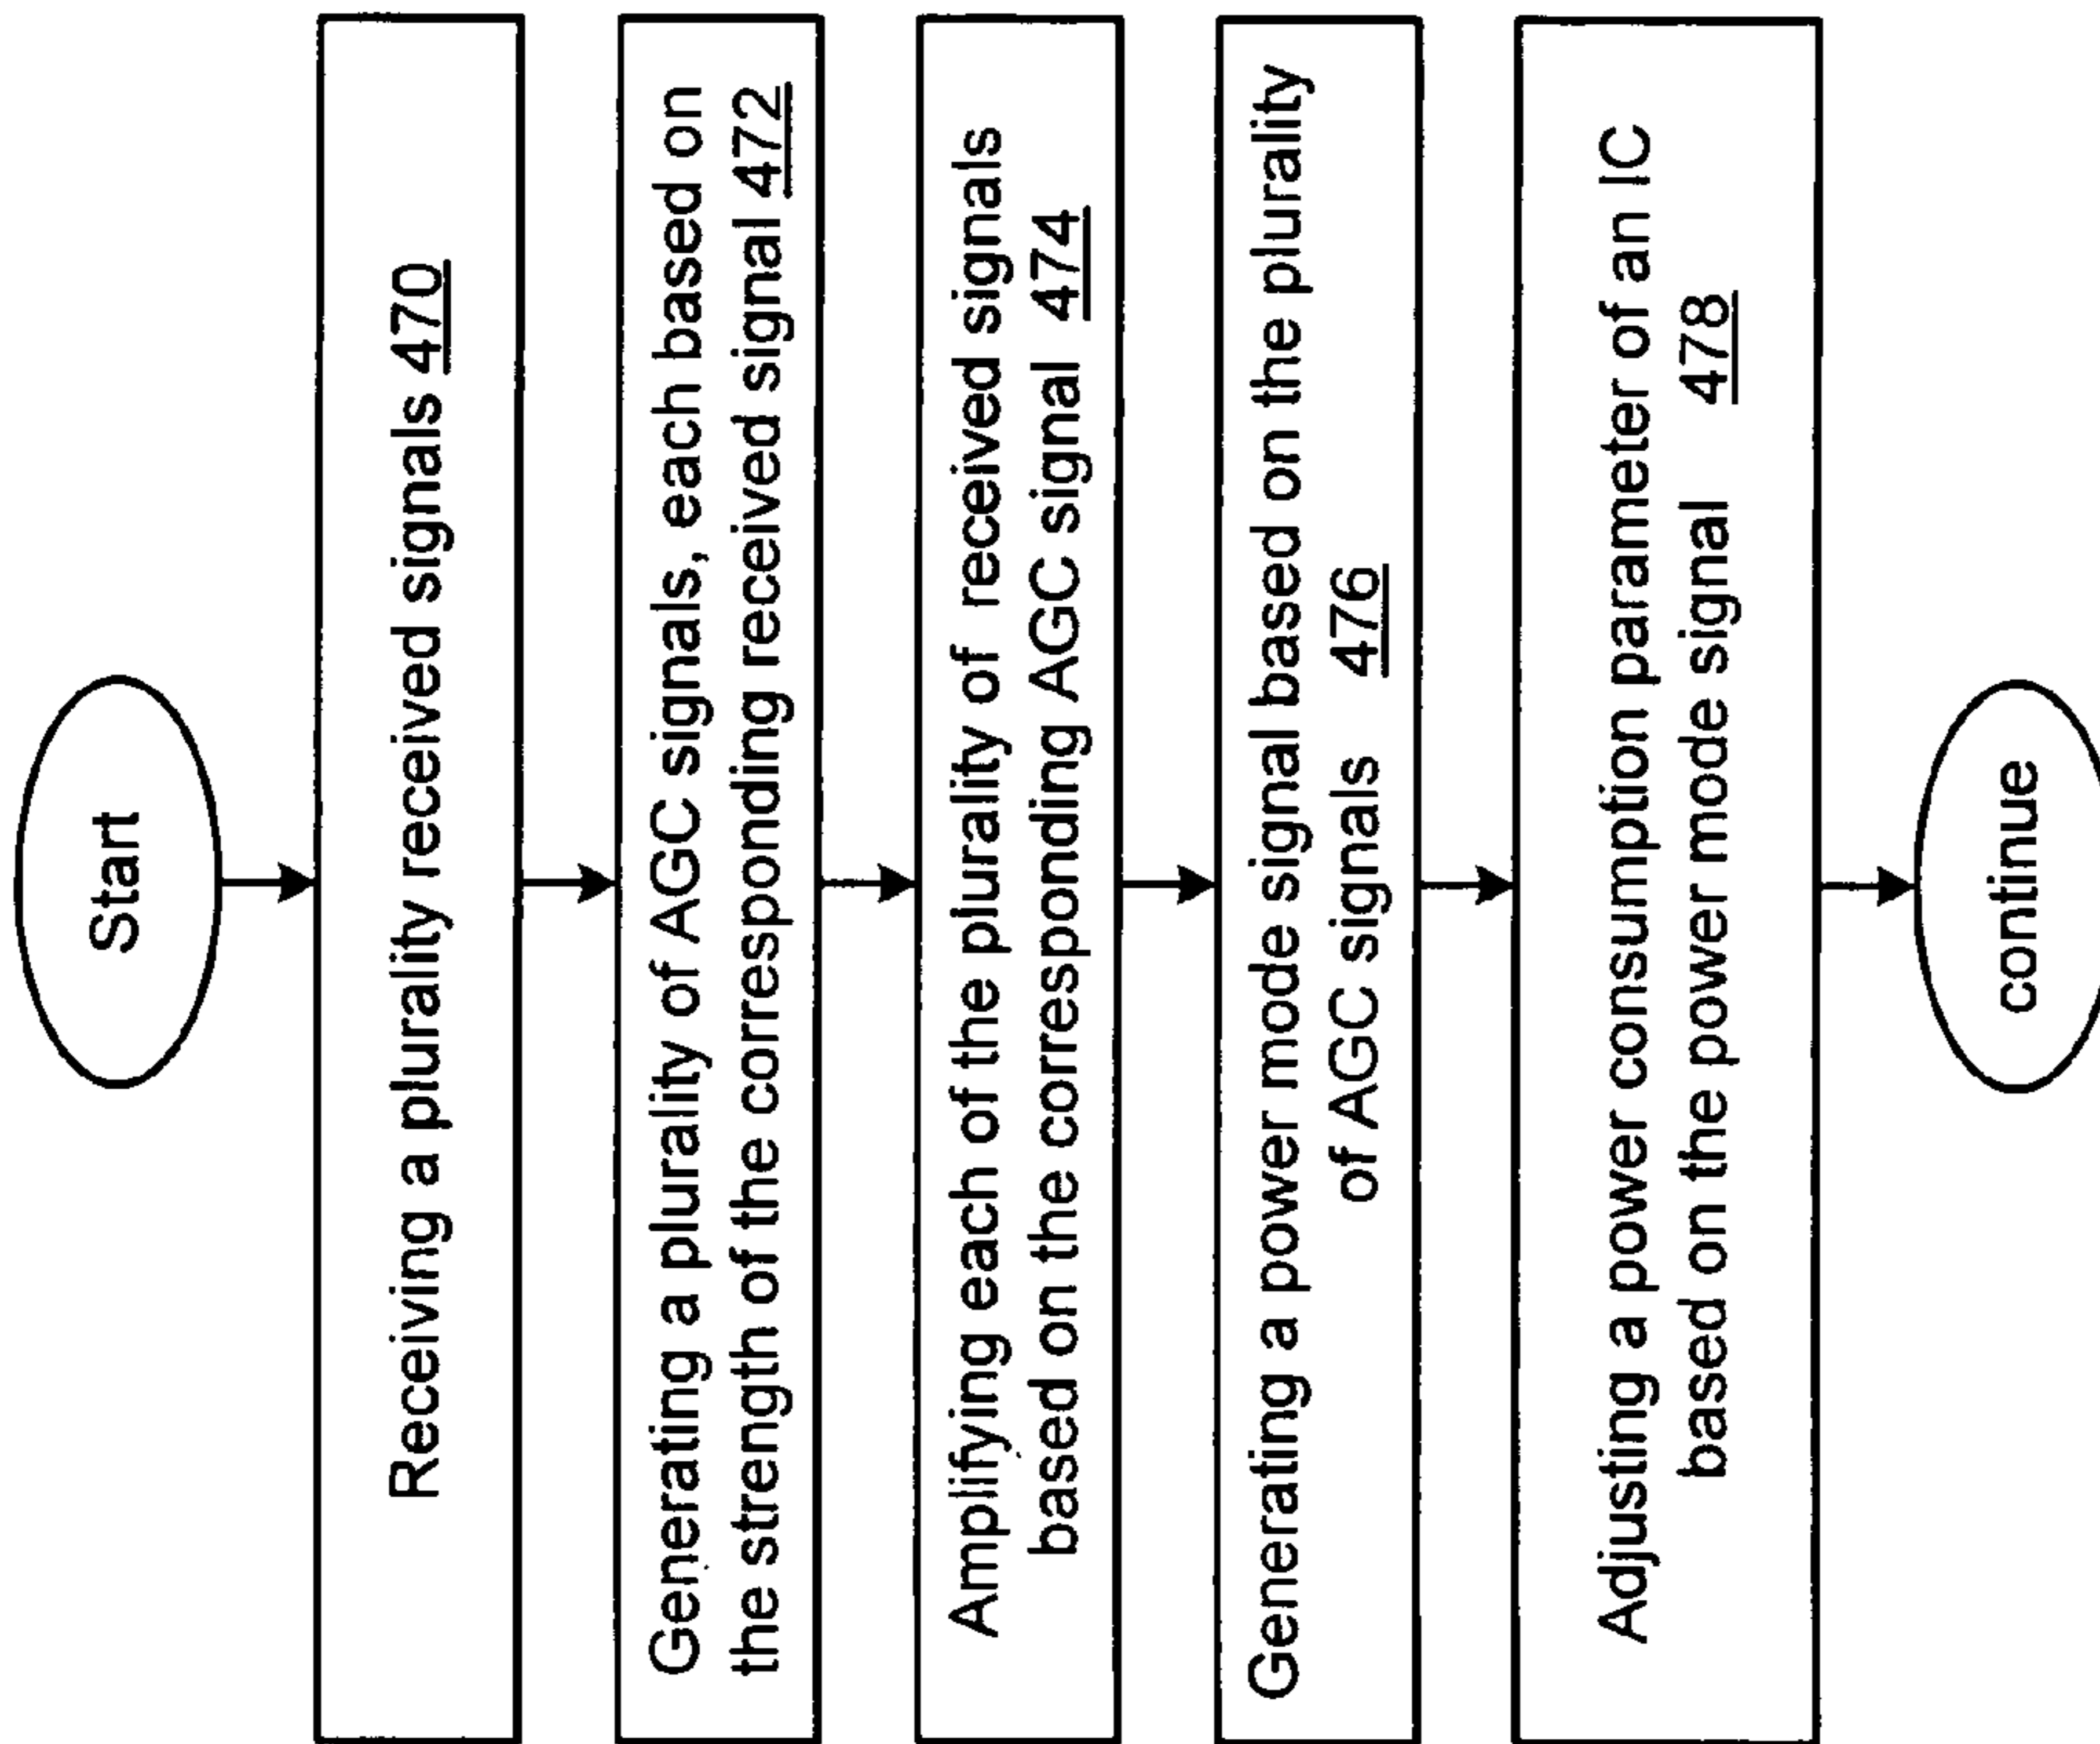 Start
Receiving a plurality received signals 470
Generating a plurality of AGC signals, each based on
the strength of the corresponding received signal 472
Amplifying each of the plurality of received signals
based on the corresponding AGC signal 474
Generating a power mode signal based on the plurality
of AGC signals 476
Adjusting a power consumption parameter of an IC
based on the power mode signal 478
continue